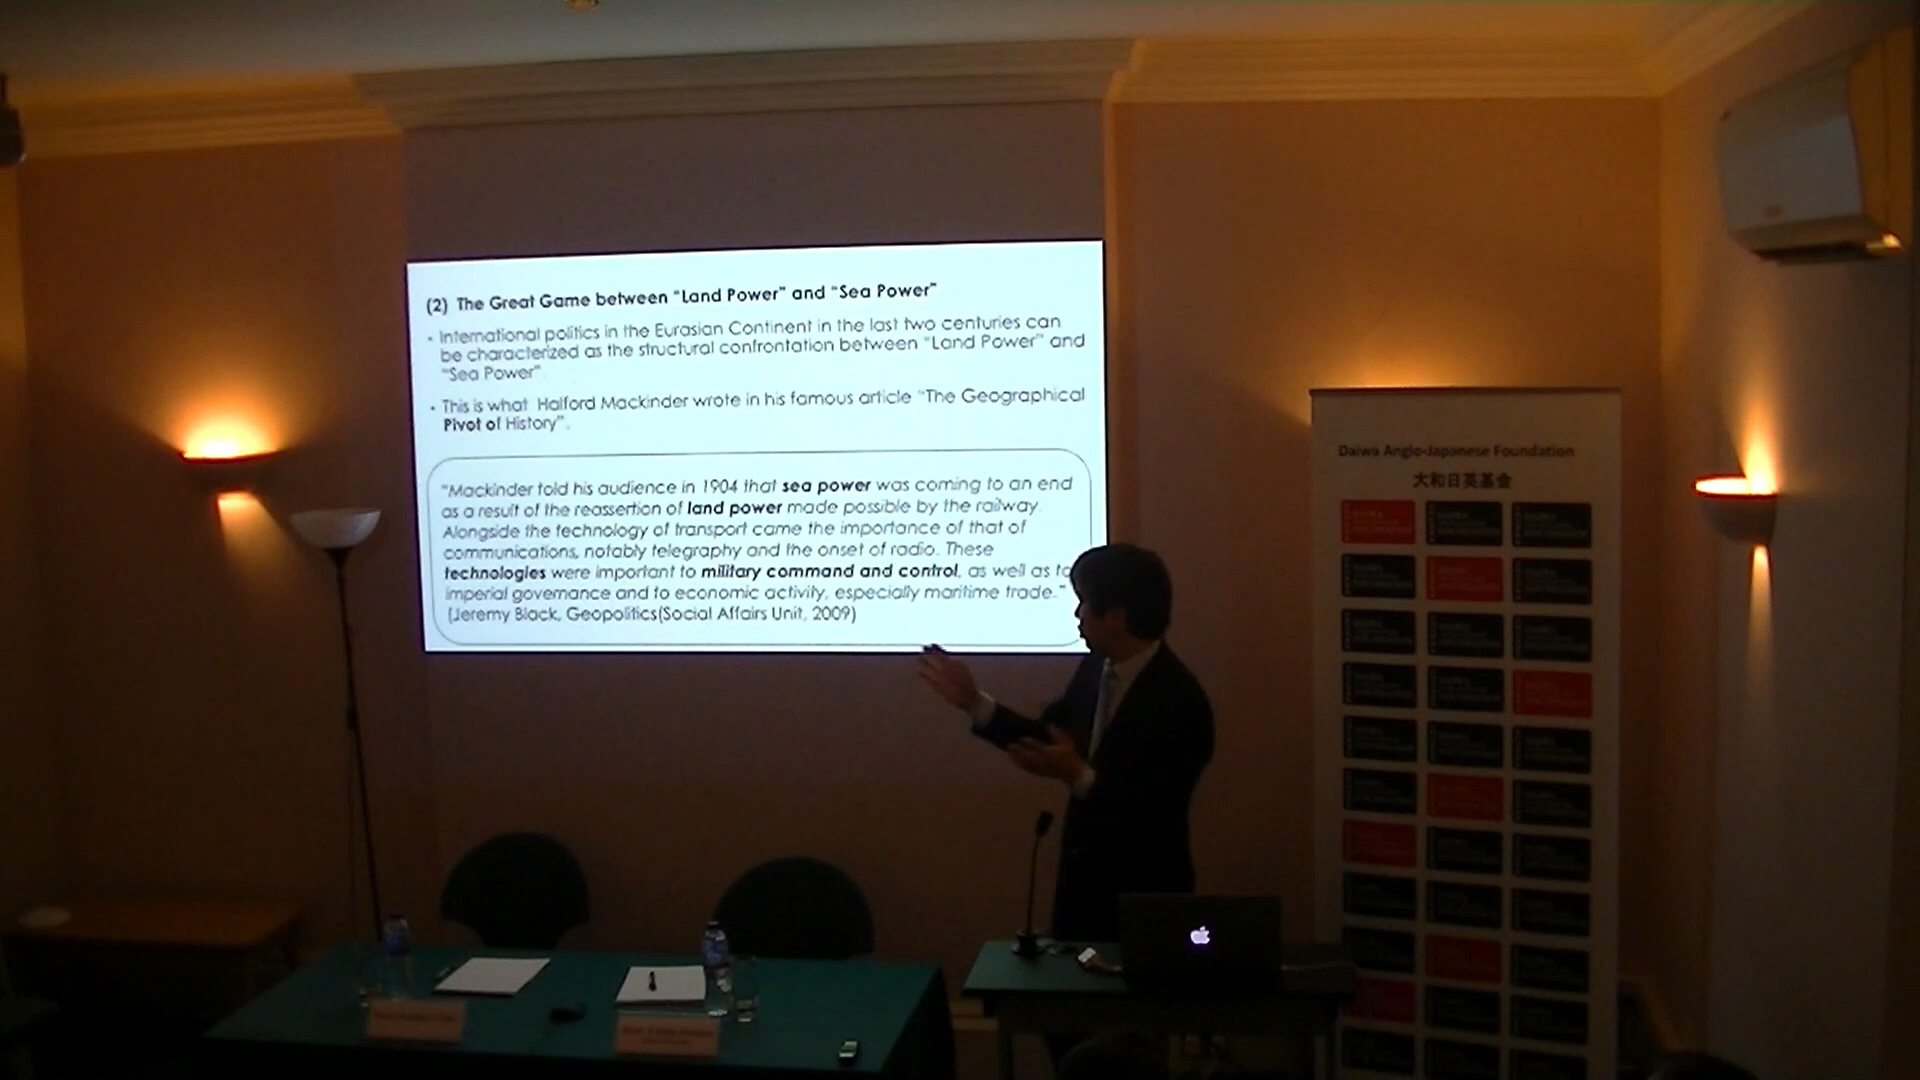 (2) The Great Game between "Land Power" and "Sea Power"
• International politics in the Eurasian Continent in the last two centuries can
be characterized as the structural confrontation between "Land Power" and
"Sea Power".
• This is what Halford Mackinder wrote in his famous article "The Geographical
Pivot of History".
"Mackinder told his audience in 1904 that sea power was coming to an end
as a result of the reassertion of land power made possible by the railway.
Alongside the technology of transport came the importance of that of
communications, notably telegraphy and the onset of radio. These
technologies were important to military command and control, as well as to
imperial governance and to economic activity, especially maritime trade."
(Jeremy Black, Geopolitics(Social Affairs Unit, 2009)
Daiwa Anglo-Japanese Foundation
大和日英基金